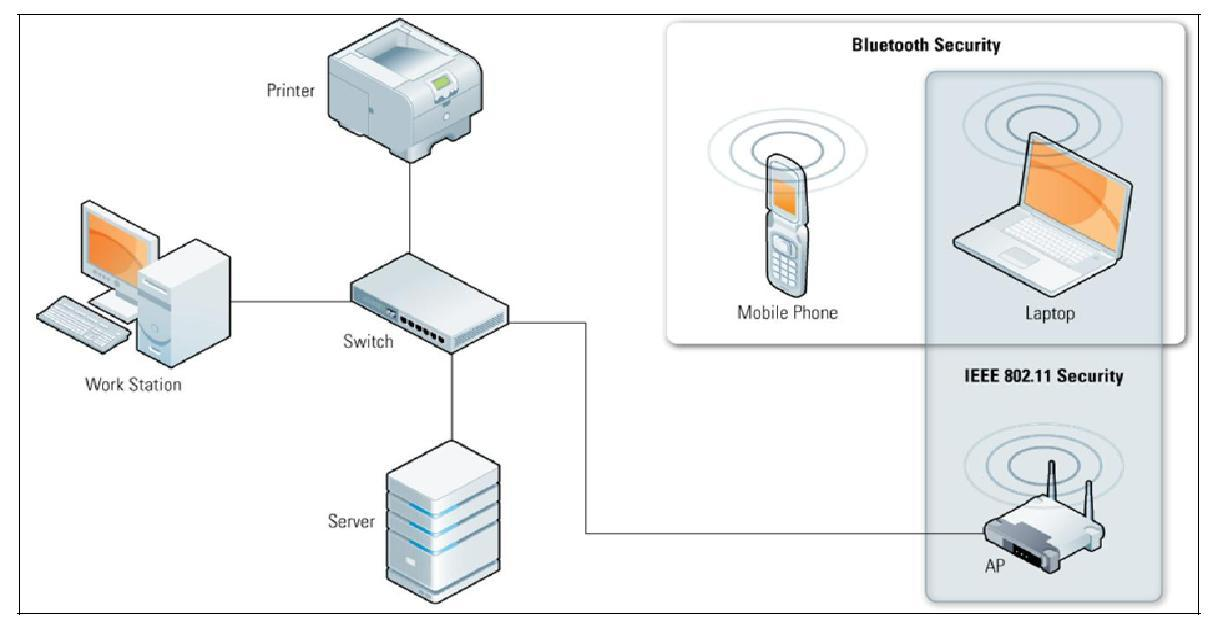 Bluetooth Security
Printer
Mobile Phone
Laptop
Switch
Work Station
IEEE 802.11 Security
Server
AP